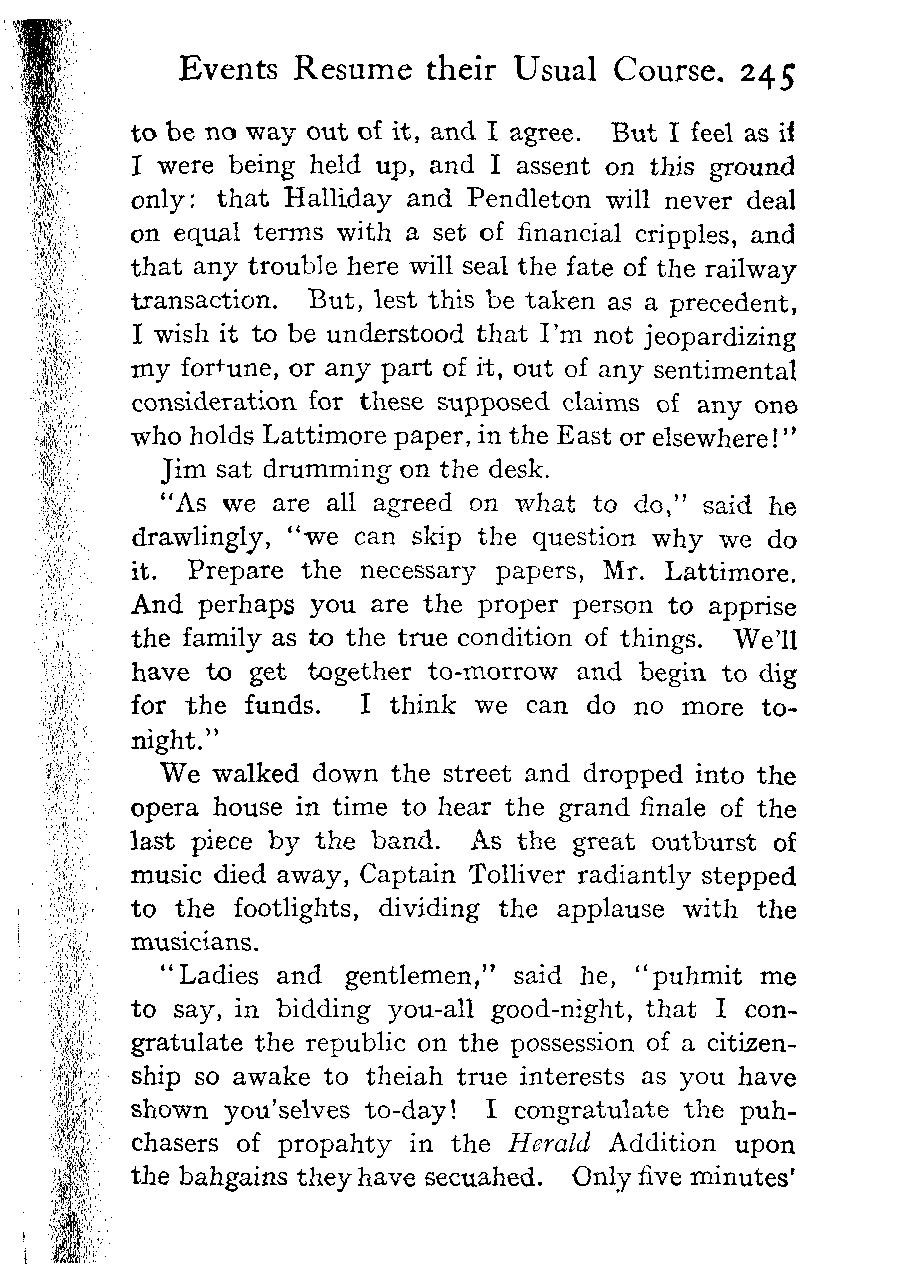 Events Resume their Usual Course. 245
to be no way out of it, and I agree. But I feel as if
I were being held up, and I assent on this ground
only: that Halliday and Pendleton will never deal
on equal terms with a set of financial cripples, and
that any trouble here will seal the fate of the railway
transaction. But, lest this be taken as a precedent,
I wish it to be understood that I'm not jeopardizing
my fortune, or any part of it, out of any sentimental
consideration for these supposed claims of any one
who holds Lattimore paper, in the East or elsewhere!"
Jim sat drumming on the desk.
"As we are all agreed on what to do," said he
drawlingly, "we can skip the question why we do
it. Prepare the necessary papers, Mr. Lattimore.
And perhaps you are the proper person to apprise
the family as to the true condition of things. We'll
have to get together to-morrow and begin to dig
for the funds. I think we can do no more to-
night."
We walked down the street and dropped into the
opera house in time to hear the grand finale of the
last piece by the band. As the great outburst of
music died away, Captain Tolliver radiantly stepped
to the footlights, dividing the applause with the
musicians.
"Ladies and gentlemen," said he, "puhmit me
to say, in bidding you-all good-night, that I con-
gratulate the republic on the possession of a citizen-
ship so awake to theiah true interests as you have
shown you'selves to-day! I congratulate the puh-
chasers of propahty in the Herald Addition upon
the bahgains they have secuahed. Only five minutes'